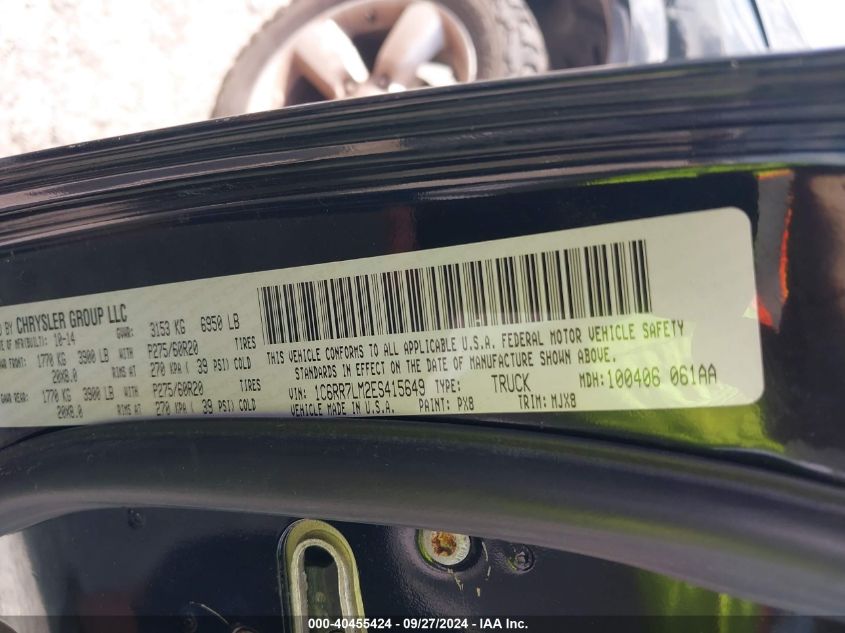 D BY CHRYSLER GROUP LLC
OF MFR(BUILT): 10-14 GVWR: 3153 KG 6950 LB
AWR FRONT: 1770 KG 3900 LB WITH P275/60R20 TIRES
20X8.0 RIMS AT 270 KPA ( 39 PSI) COLD
GAWR REAR: 1770 KG 3900 LB WITH P275/60R20 TIRES
20X8.0 RIMS AT 270 KPA ( 39 PSI) COLD
THIS VEHICLE CONFORMS TO ALL APPLICABLE U.S.A. FEDERAL MOTOR VEHICLE SAFETY
STANDARDS IN EFFECT ON THE DATE OF MANUFACTURE SHOWN ABOVE.
VIN: 1C6RR7LM2ES415649 TYPE: TRUCK MDH: 100406 061AA
MADE IN U.S.A. PAINT: PX8 TRIM: MJX8
000-40455424 - 09/27/2024 - IAA Inc.